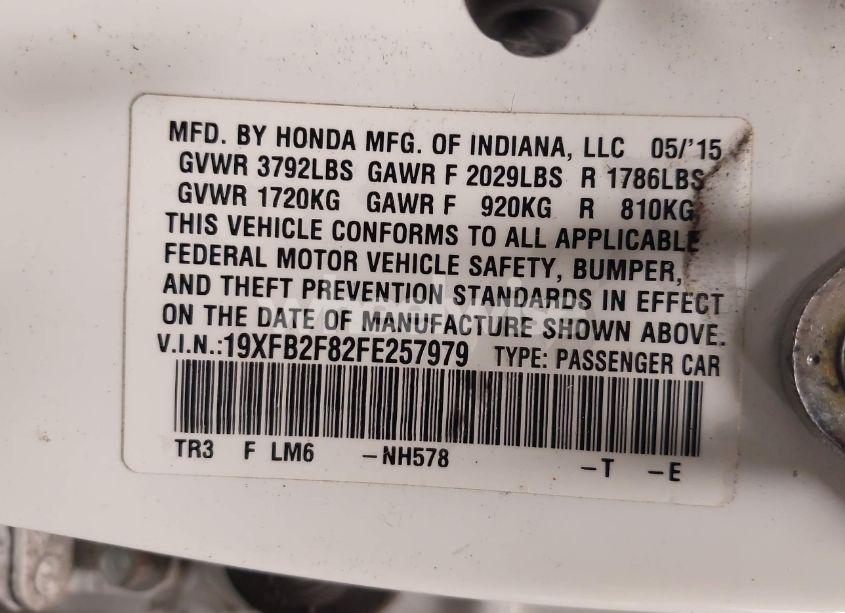 MFD. BY HONDA MFG. OF INDIANA, LLC 05/'15
GVWR 3792LBS GAWR F 2029LBS R 1786LBS
GVWR 1720KG GAWR F 920KG R 810KG
THIS VEHICLE CONFORMS TO ALL APPLICABLE
FEDERAL MOTOR VEHICLE SAFETY, BUMPER,
AND THEFT PREVENTION STANDARDS IN EFFECT
ON THE DATE OF MANUFACTURE SHOWN ABOVE.
V.I.N.:19XFB2F82FE257979 TYPE: PASSENGER CAR
TR3 F LM6 -NH578 -T -E